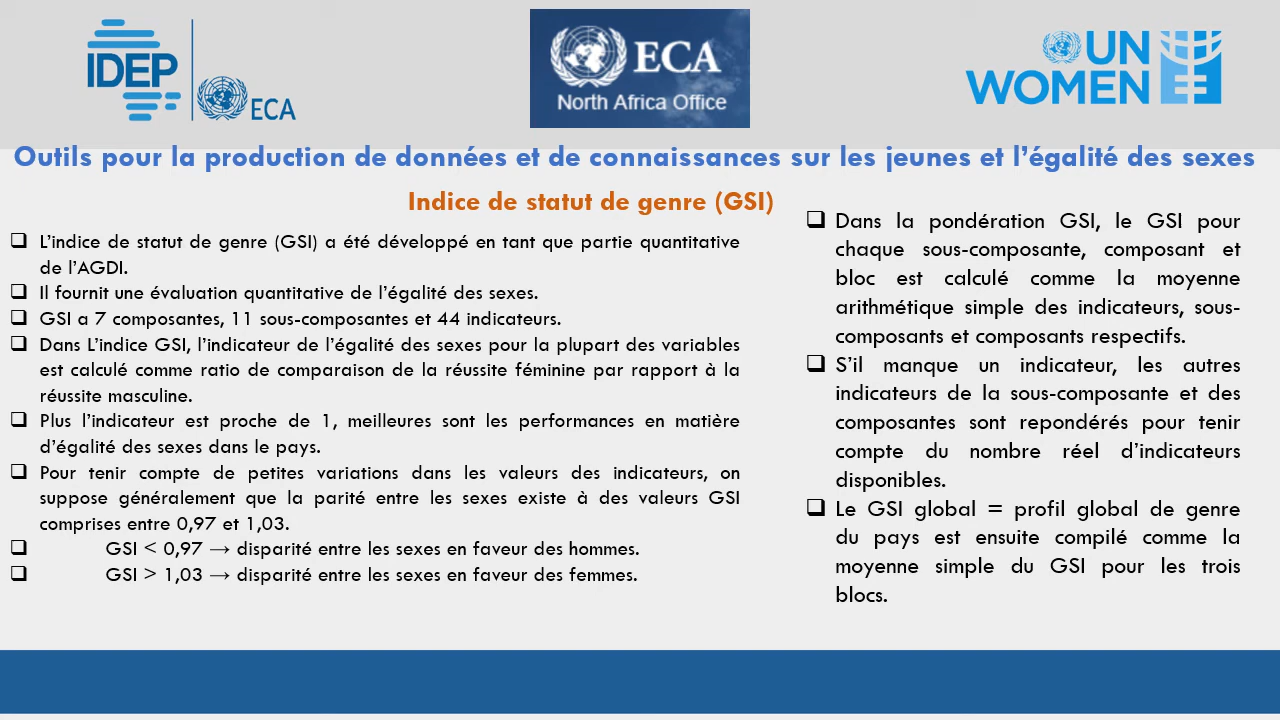 IDEP
ECA
ECA
North Africa Office
UN
WOMEN
Outils pour la production de données et de connaissances sur les jeunes et l’égalité des sexes
Indice de statut de genre (GSI)
L’indice de statut de genre (GSI) a été développé en tant que partie quantitative
de l’AGDI.
Il fournit une évaluation quantitative de l’égalité des sexes.
GSI a 7 composantes, 11 sous-composantes et 44 indicateurs.
Dans L’indice GSI, l’indicateur de l’égalité des sexes pour la plupart des variables
est calculé comme ratio de comparaison de la réussite féminine par rapport à la
réussite masculine.
Plus l’indicateur est proche de 1, meilleures sont les performances en matière
d’égalité des sexes dans le pays.
Pour tenir compte de petites variations dans les valeurs des indicateurs, on
suppose généralement que la parité entre les sexes existe à des valeurs GSI
comprises entre 0,97 et 1,03.
GSI < 0,97 → disparité entre les sexes en faveur des hommes.
GSI > 1,03 → disparité entre les sexes en faveur des femmes.
Dans la pondération GSI, le GSI pour
chaque sous-composante, composant et
bloc est calculé comme la moyenne
arithmétique simple des indicateurs, sous-
composants et composants respectifs.
S’il manque un indicateur, les autres
indicateurs de la sous-composante et des
composantes sont repondérés pour tenir
compte du nombre réel d’indicateurs
disponibles.
Le GSI global = profil global de genre
du pays est ensuite compilé comme la
moyenne simple du GSI pour les trois
blocs.